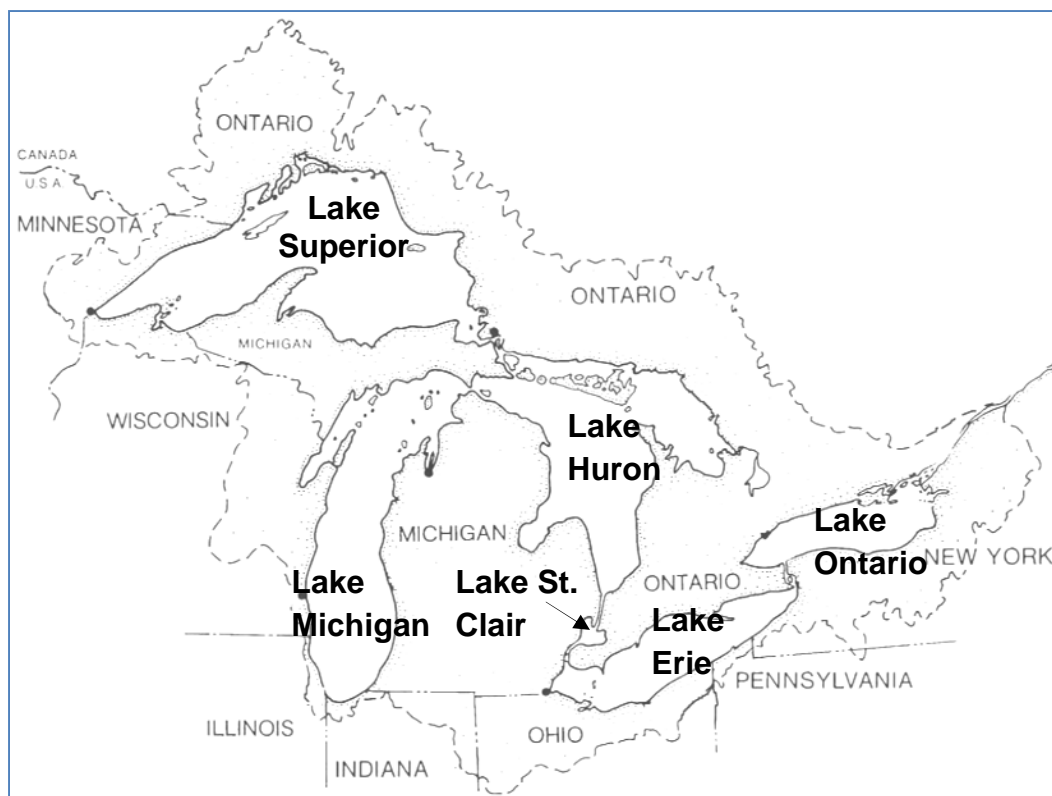 ONTARIO
CANADA
U.S.A.
MINNESOTA
Lake
Superior
ONTARIO
MICHIGAN
WISCONSIN
Lake
Huron
MICHIGAN
Lake
Ontario
NEW YORK
Lake
Michigan
Lake St.
Clair
ONTARIO
Lake
Erie
PENNSYLVANIA
ILLINOIS
INDIANA
OHIO